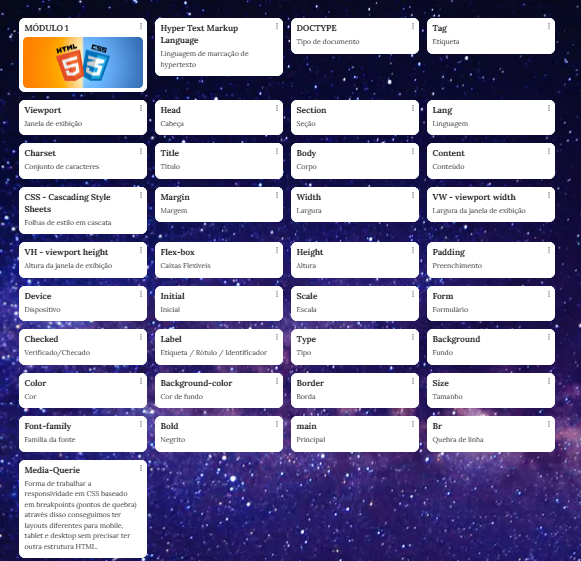 MÓDULO 1
HTML CSS
5 3
Hyper Text Markup
Language
Linguagem de marcação de
hypertexto
DOCTYPE
Tipo de documento
Tag
Etiqueta
Viewport
Janela de exibição
Head
Cabeça
Section
Seção
Lang
Linguagem
Charset
Conjunto de caracteres
Title
Título
Body
Corpo
Content
Conteúdo
CSS - Cascading Style
Sheets
Folhas de estilo em cascata
Margin
Margem
Width
Largura
VW - viewport width
Largura da janela de exibição
VH - viewport height
Altura da janela de exibição
Flex-box
Caixas Flexíveis
Height
Altura
Padding
Preenchimento
Device
Dispositivo
Initial
Inicial
Scale
Escala
Form
Formulário
Checked
Verificado/Checado
Label
Etiqueta / Rótulo / Identificador
Type
Tipo
Background
Fundo
Color
Cor
Background-color
Cor de fundo
Border
Borda
Size
Tamanho
Font-family
Família da fonte
Bold
Negrito
main
Principal
Br
Quebra de linha
Media-Querie
Forma de trabalhar a
responsividade em CSS baseado
em breakpoints (pontos de quebra)
através disso conseguimos ter
layouts diferentes para mobile,
tablet e desktop sem precisar ter
outra estrutura HTML.